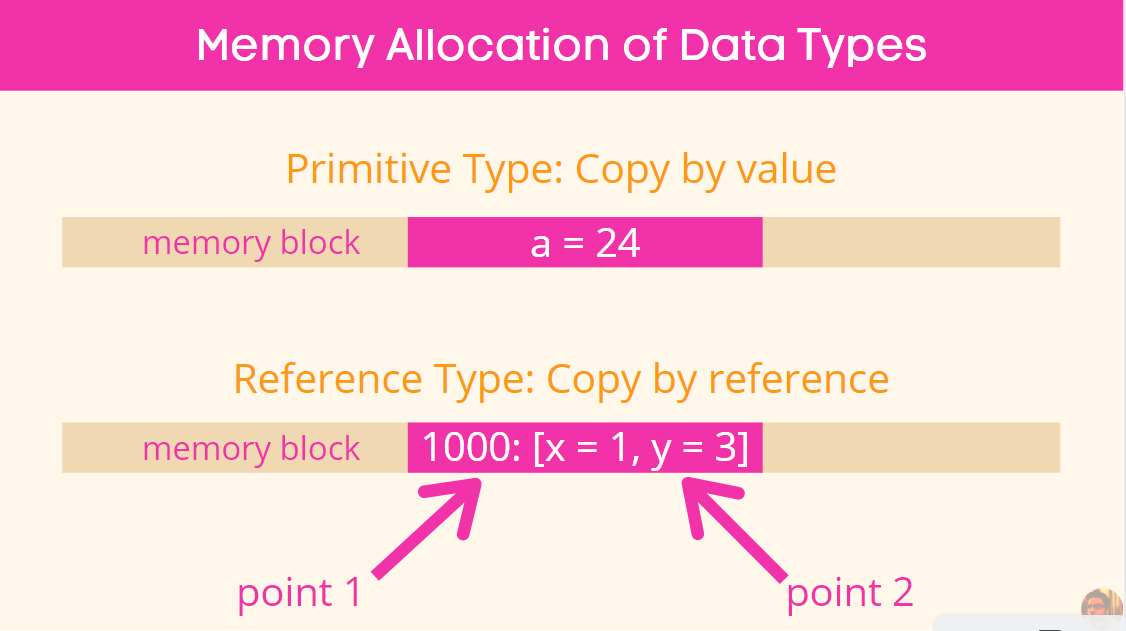 Memory Allocation of Data Types
Primitive Type: Copy by value
memory block a = 24
Reference Type: Copy by reference
memory block 1000: [x = 1, y = 3]
point 1 point 2